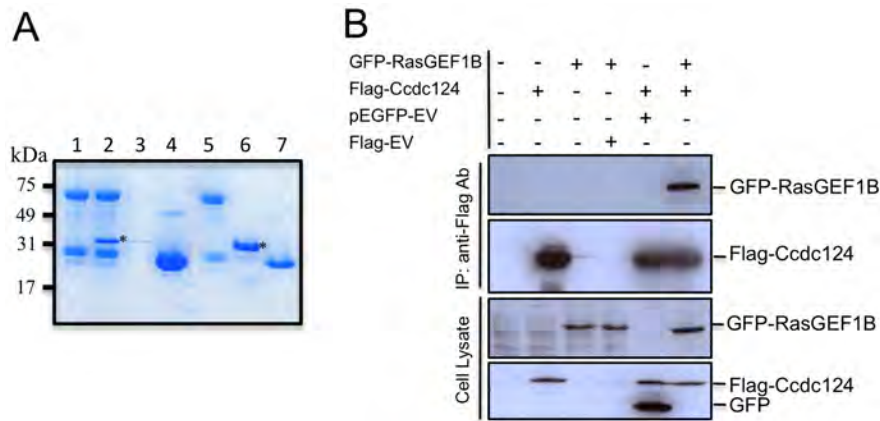 A
1 2 3 4 5 6 7
kDa
75
49
31
17
*
*
B
GFP-RasGEF1B - - + + - +
Flag-Ccdc124 - + - - + +
pEGFP-EV - - - - + -
Flag-EV - - - + - -
IP: anti-Flag Ab
GFP-RasGEF1B
Flag-Ccdc124
Cell Lysate
GFP-RasGEF1B
Flag-Ccdc124
GFP